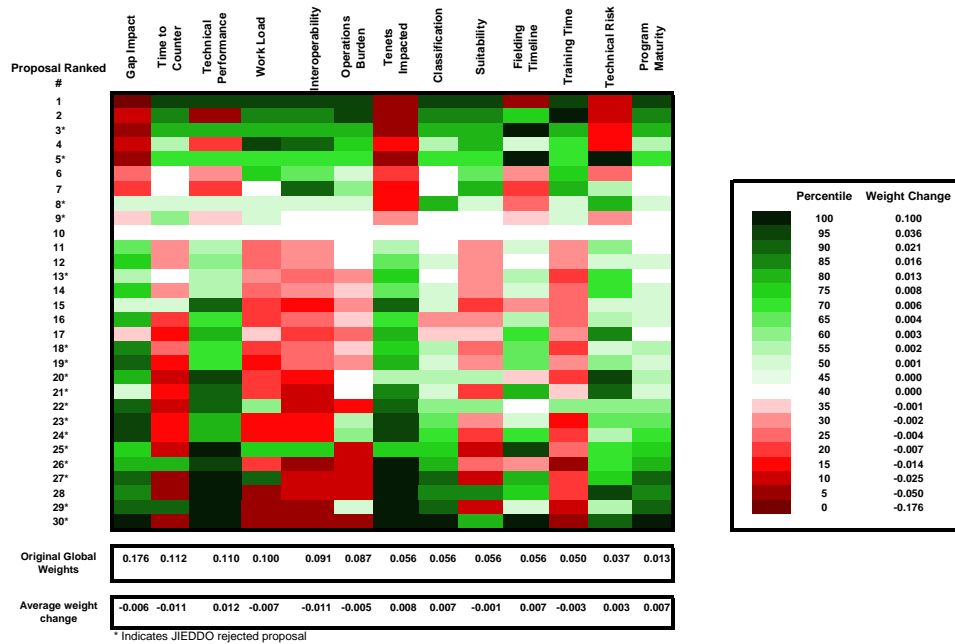 Proposal Ranked
#
Gap Impact
Time to
Counter
Technical
Performance
Work Load
Interoperability
Operations
Burden
Tenets
Impacted
Classification
Suitability
Fielding
Timeline
Training Time
Technical Risk
Program
Maturity
1
2
3*
4
5*
6
7
8*
9*
10
11
12
13*
14
15
16
17
18*
19*
20*
21*
22*
23*
24*
25*
26*
27*
28
29*
30*
Percentile Weight Change
100 0.100
95 0.036
90 0.021
85 0.016
80 0.013
75 0.008
70 0.006
65 0.004
60 0.003
55 0.002
50 0.001
45 0.000
40 0.000
35 -0.001
30 -0.002
25 -0.004
20 -0.007
15 -0.014
10 -0.025
5 -0.050
0 -0.176
Original Global
Weights
0.176 0.112 0.110 0.100 0.091 0.087 0.056 0.056 0.056 0.056 0.050 0.037 0.013
Average weight
change
-0.006 -0.011 0.012 -0.007 -0.011 -0.005 0.008 0.007 -0.001 0.007 -0.003 0.003 0.007
* Indicates JIEDDO rejected proposal